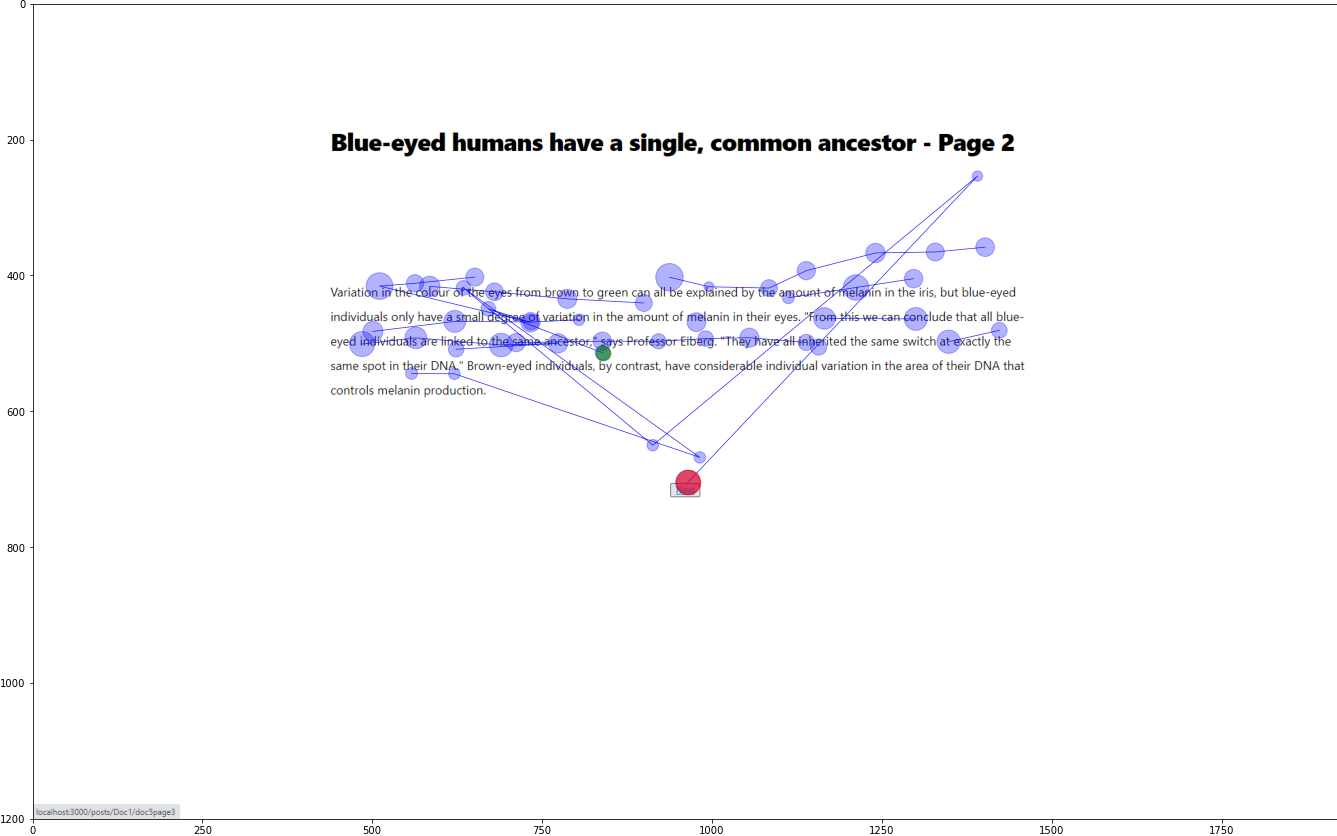 0
200
400
600
800
1000
1200
Blue-eyed humans have a single, common ancestor - Page 2
Variation in the colour of the eyes from brown to green can all be explained by the amount of melanin in the iris, but blue-eyed
individuals only have a small degree of variation in the amount of melanin in their eyes. "From this we can conclude that all blue-
eyed individuals are linked to the same ancestor," says Professor Eiberg. "They have all inherited the same switch at exactly the
same spot in their DNA." Brown-eyed individuals, by contrast, have considerable individual variation in the area of their DNA that
controls melanin production.
Next
localhost:3000/posts/Doc1/doc5page3
0 250 500 750 1000 1250 1500 1750